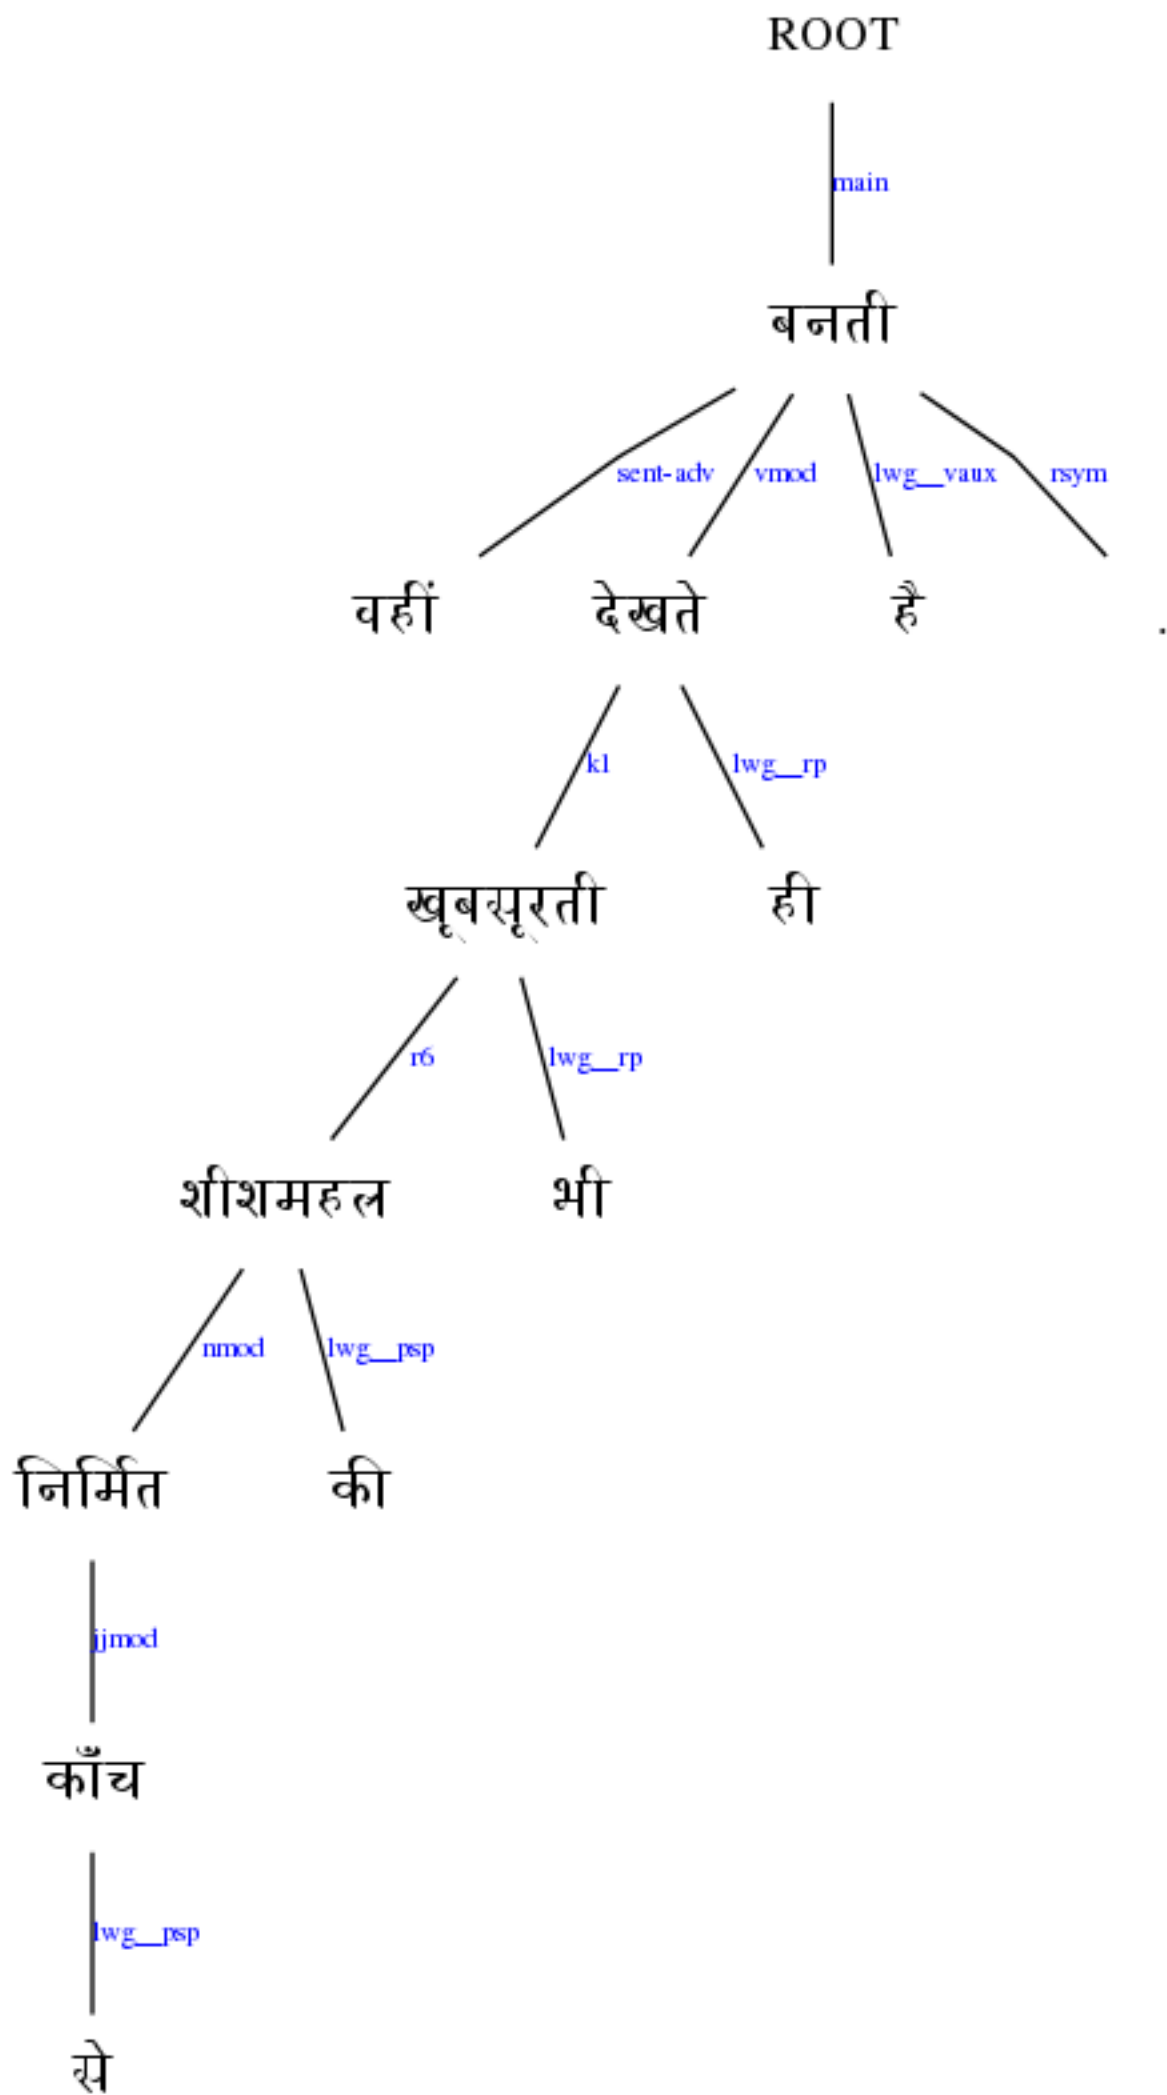 ROOT
main
बनती
sent-adv vmod lwg__vaux rsym
वहीं देखते है .
k1 lwg__rp
खूबसूरती ही
r6 lwg__rp
शीशमहल भी
nmod lwg__psp
निर्मित की
jjmod
काँच
lwg__psp
से